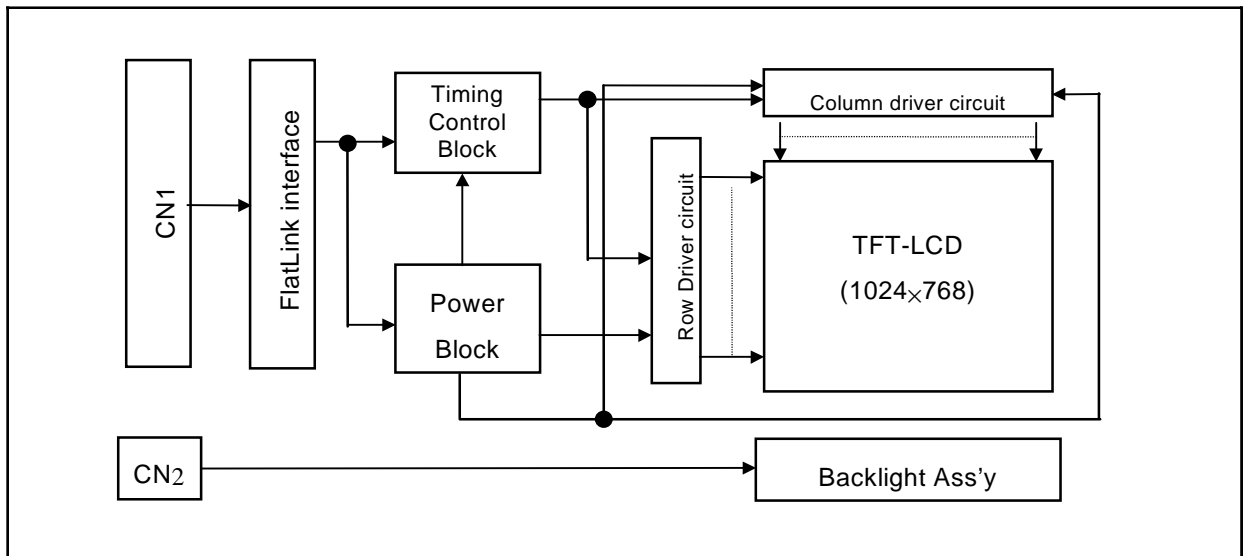 CN1
FlatLink interface
Timing
Control
Block
Power
Block
Row Driver circuit
Column driver circuit
TFT-LCD
(1024×768)
CN2
Backlight Ass'y